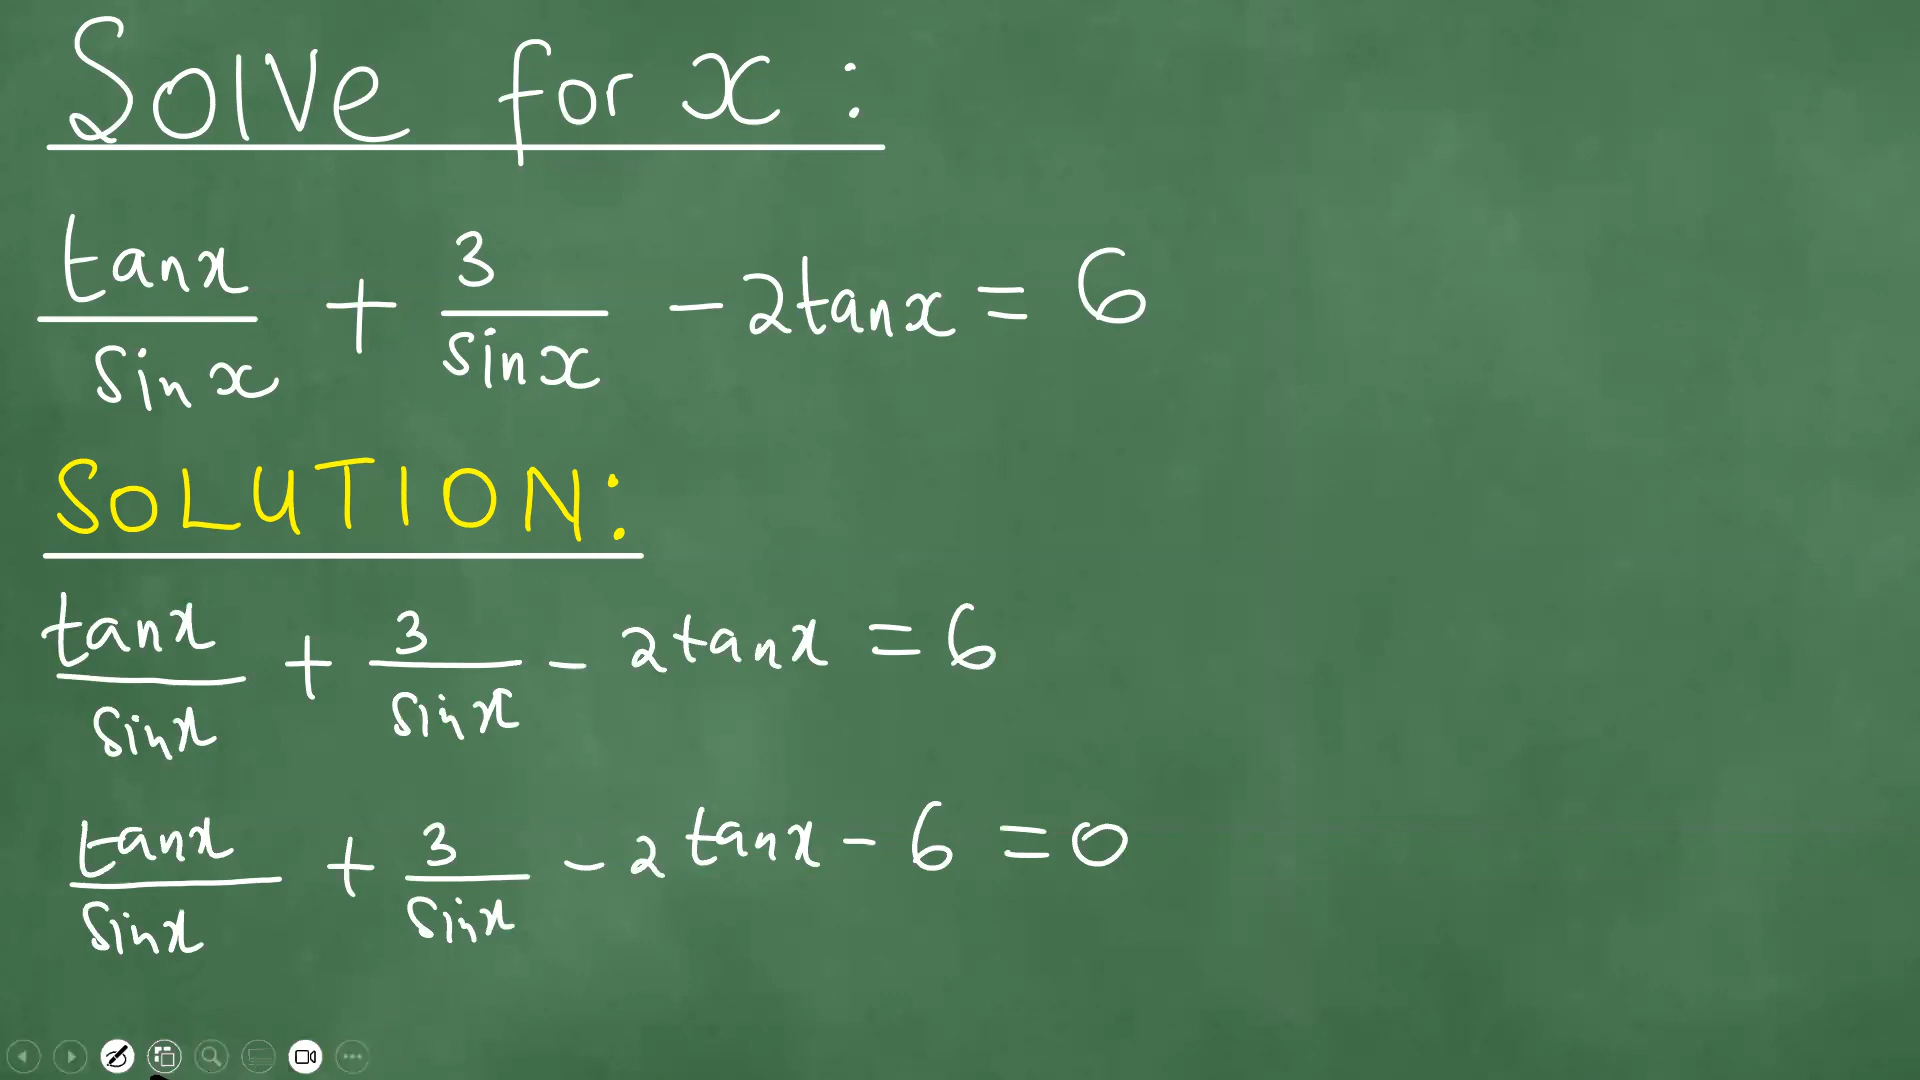 Solve for x:
tanx/sinx + 3/sinx - 2tanx = 6
SOLUTION:
tanx/sinx + 3/sinx - 2tanx = 6
tanx/sinx + 3/sinx - 2tanx - 6 = 0